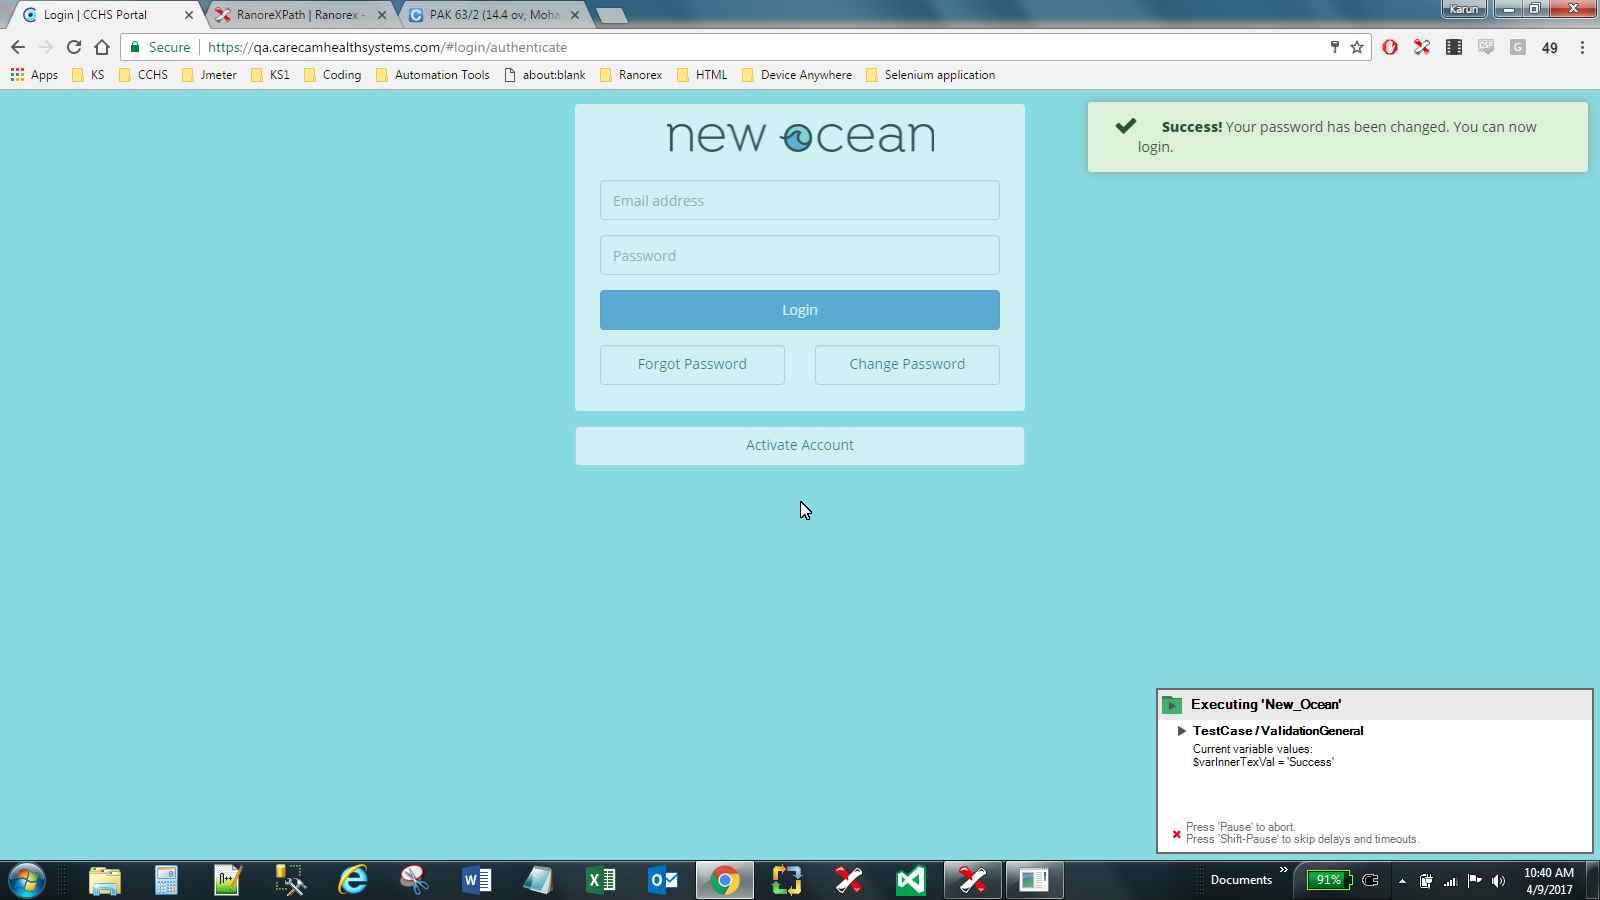 Login | CCHS Portal
RanoreXPath | Ranorex -
PAK 63/2 (14.4 ov, Moha
Karun
Secure
https://qa.carecamhealthsystems.com/#login/authenticate
49
Apps
KS
CCHS
Jmeter
KS1
Coding
Automation Tools
about:blank
Ranorex
HTML
Device Anywhere
Selenium application
new ocean
Success! Your password has been changed. You can now
login.
Email address
Password
Login
Forgot Password
Change Password
Activate Account
Executing 'New_Ocean'
TestCase / ValidationGeneral
Current variable values:
$varInnerTexVal = 'Success'
Press 'Pause' to abort.
Press 'Shift-Pause' to skip delays and timeouts.
Documents
91%
10:40 AM
4/9/2017